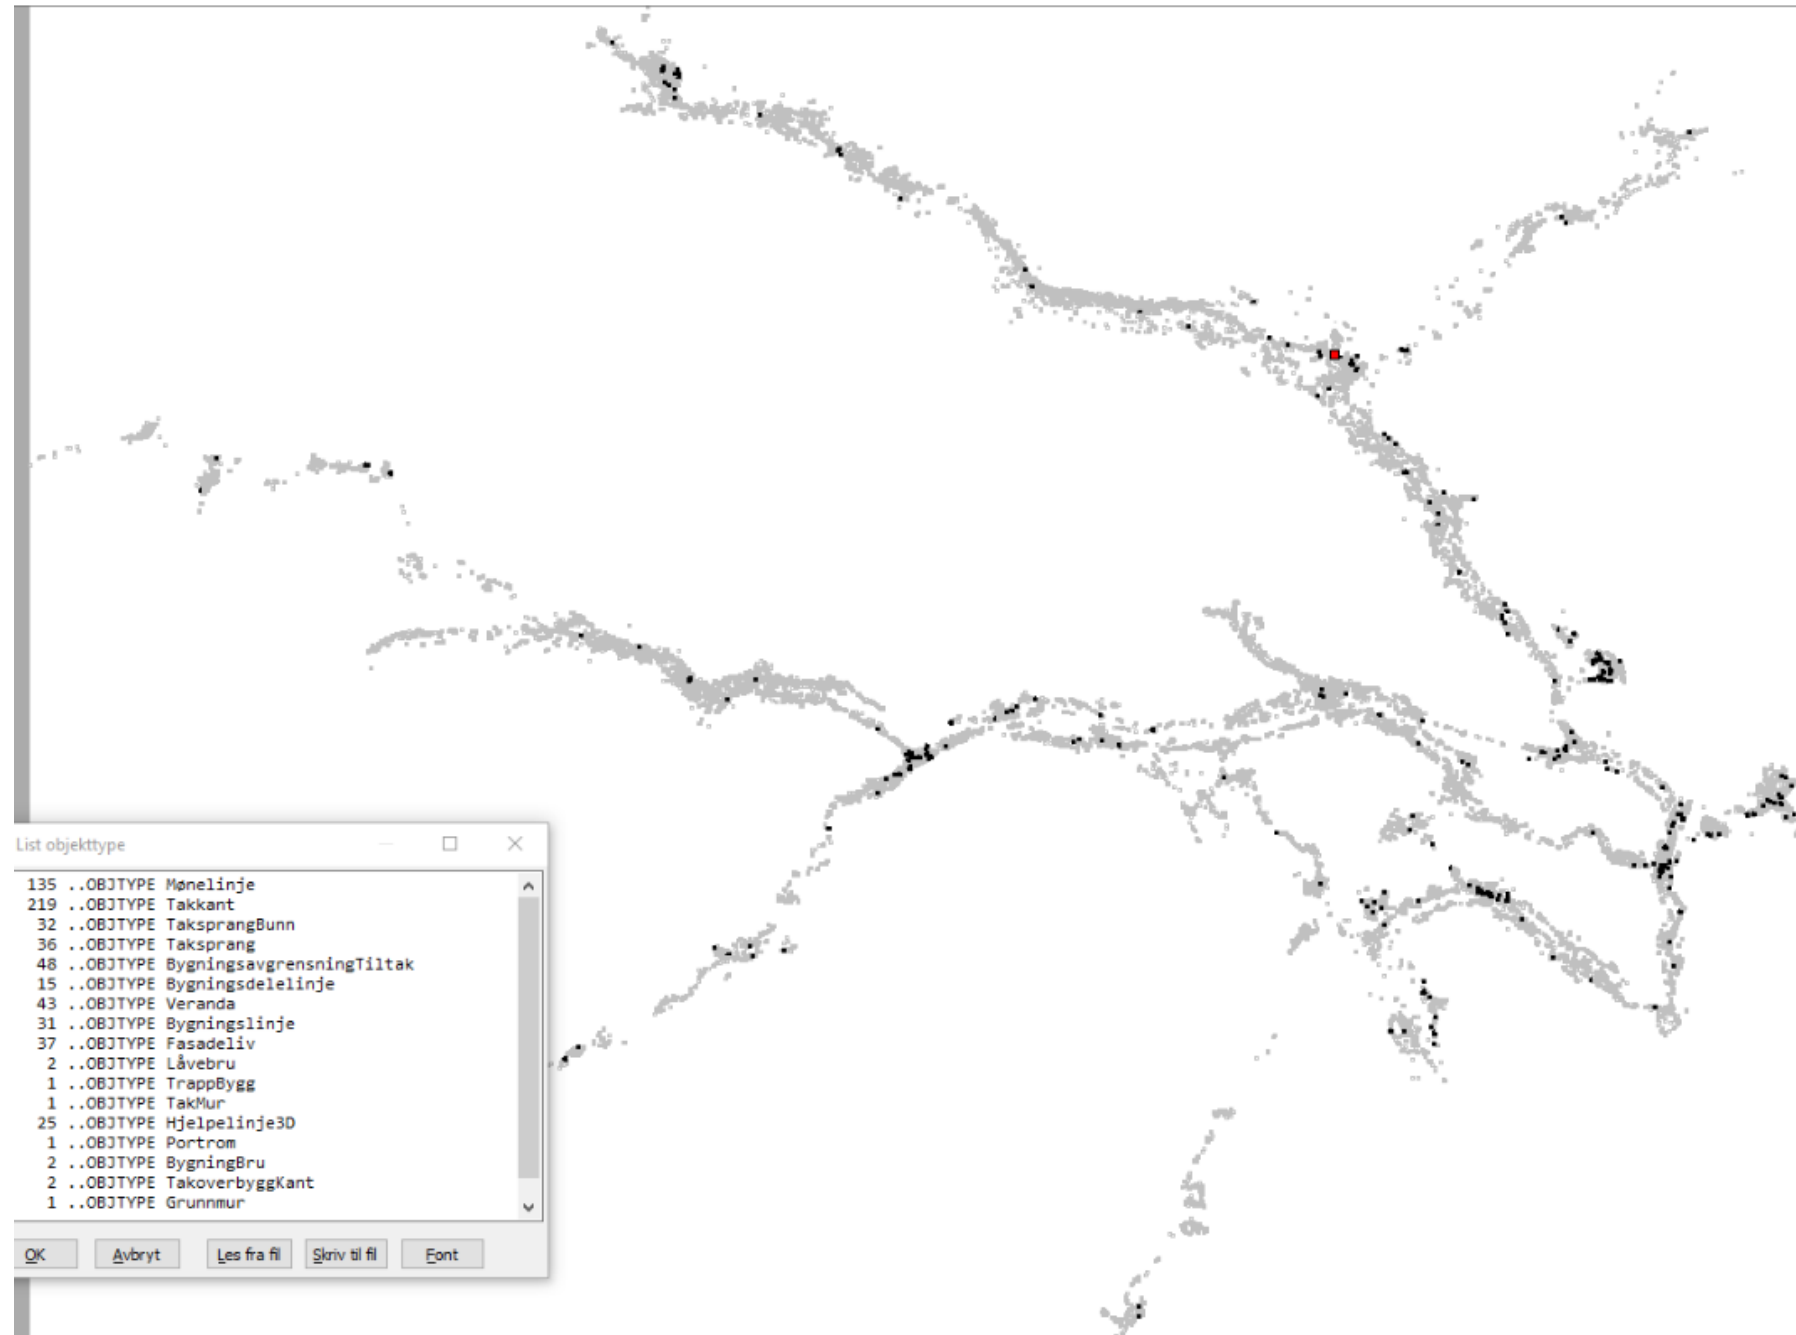 List objekttype
135 ..OBJTYPE Mønelinje
219 ..OBJTYPE Takkant
32 ..OBJTYPE TaksprangBunn
36 ..OBJTYPE Taksprang
48 ..OBJTYPE BygningsavgrensningTiltak
15 ..OBJTYPE Bygningsdelelinje
43 ..OBJTYPE Veranda
31 ..OBJTYPE Bygningslinje
37 ..OBJTYPE Fasadeliv
2 ..OBJTYPE Låvebru
1 ..OBJTYPE TrappBygg
1 ..OBJTYPE TakMur
25 ..OBJTYPE Hjelpelinje3D
1 ..OBJTYPE Portrom
2 ..OBJTYPE BygningBru
2 ..OBJTYPE TakoverbyggKant
1 ..OBJTYPE Grunnmur
OK Avbryt Les fra fil Skriv til fil Font